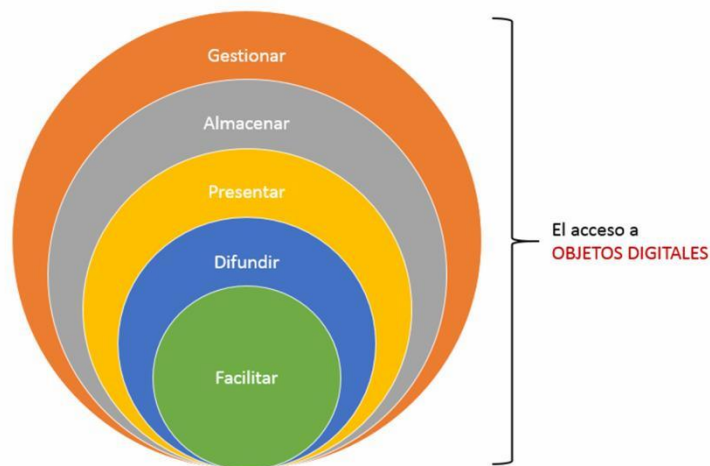 Gestionar
Almacenar
Presentar
Difundir
Facilitar
El acceso a
OBJETOS DIGITALES